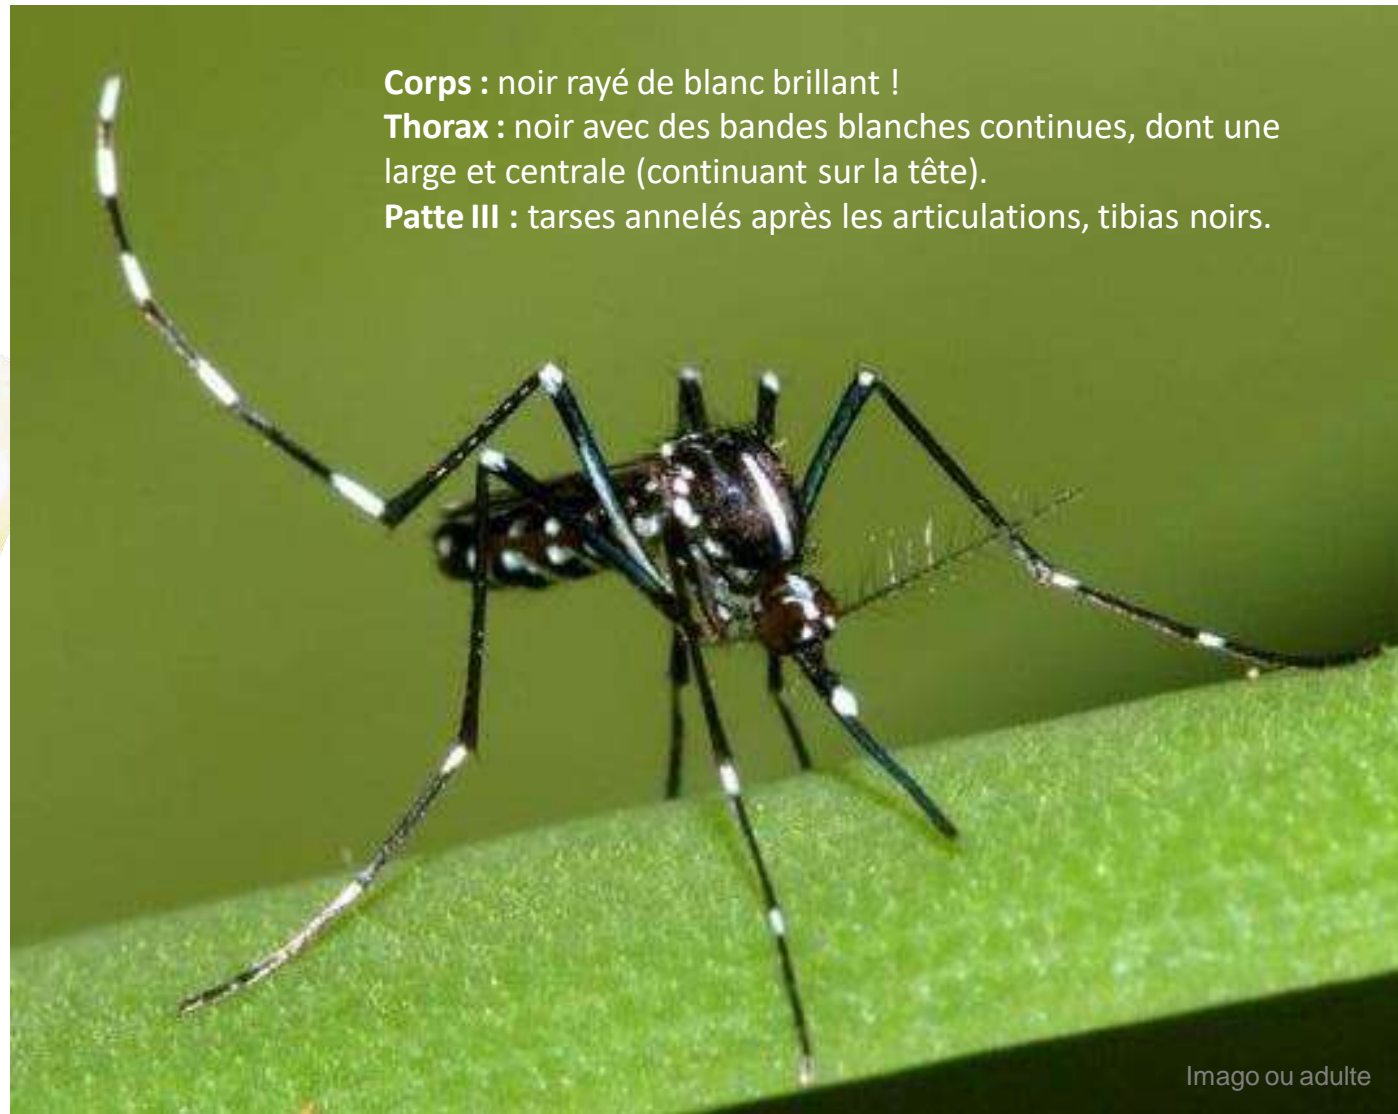 Corps : noir rayé de blanc brillant !
Thorax : noir avec des bandes blanches continues, dont une
large et centrale (continuant sur la tête).
Patte III : tarses annelés après les articulations, tibias noirs.
Imago ou adulte